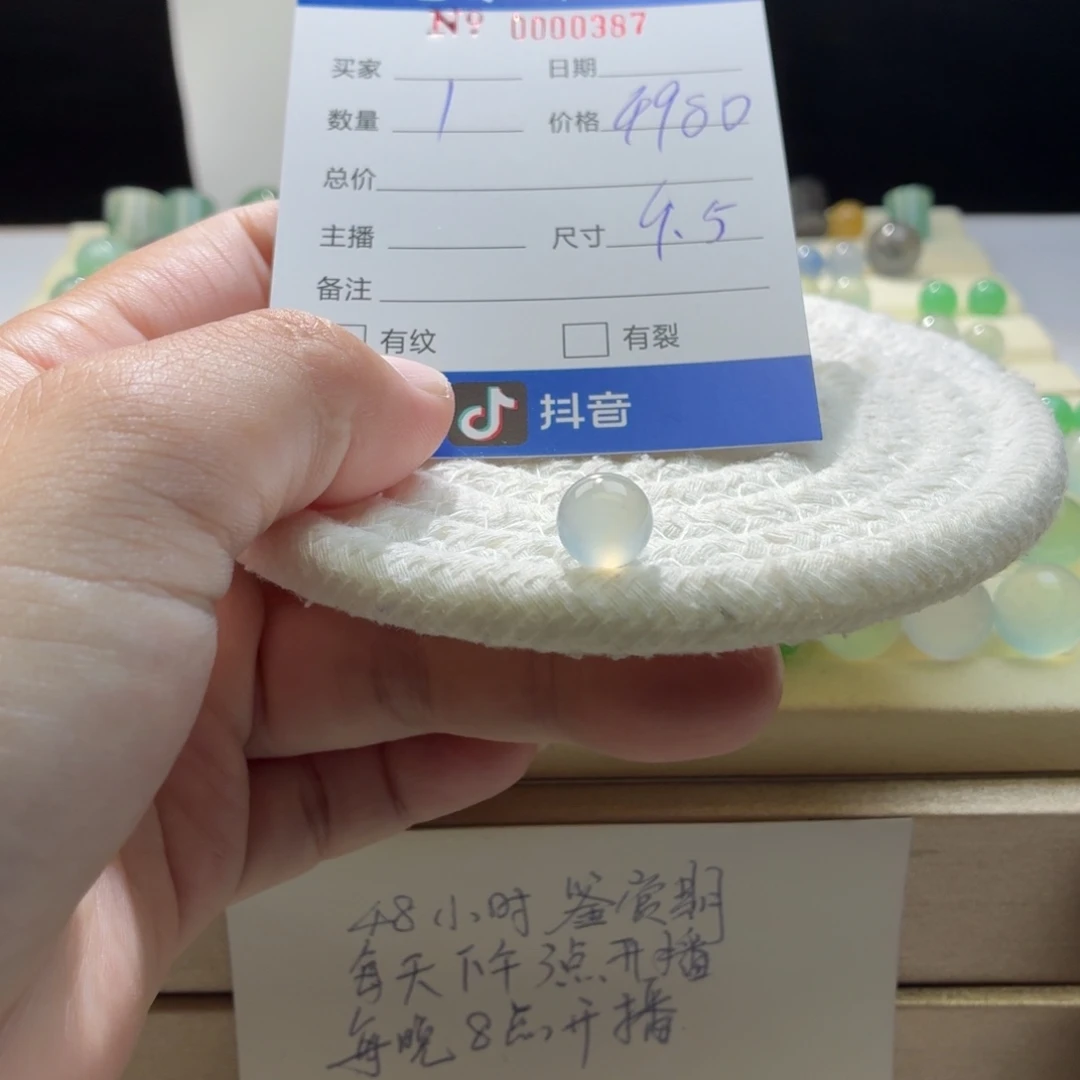 Nº 0000387
买家 日期
数量 1 价格 4980
总价
主播 尺寸 4.5
备注
有纹 有裂
抖音
48小时 鉴赏期
每天下午3点开播
每晚8点开播